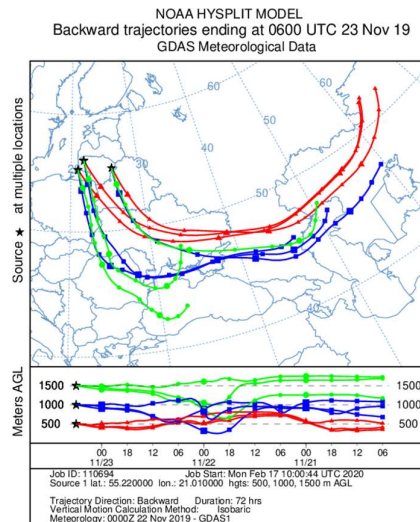 NOAA HYSPLIT MODEL
Backward trajectories ending at 0600 UTC 23 Nov 19
GDAS Meteorological Data
Source ★ at multiple locations
60
60
50
40
30
40
50
40
Meters AGL
1500 1500
1000 1000
500 500
00 18 12 06 00 18 12 06 00 18 12 06
11/23 11/22 11/21
Job ID: 110694 Job Start: Mon Feb 17 10:00:44 UTC 2020
Source 1 lat.: 55.220000 lon.: 21.010000 hgts: 500, 1000, 1500 m AGL
Trajectory Direction: Backward Duration: 72 hrs
Vertical Motion Calculation Method: Isobaric
Meteorology: 0000Z 22 Nov 2019 - GDAS1